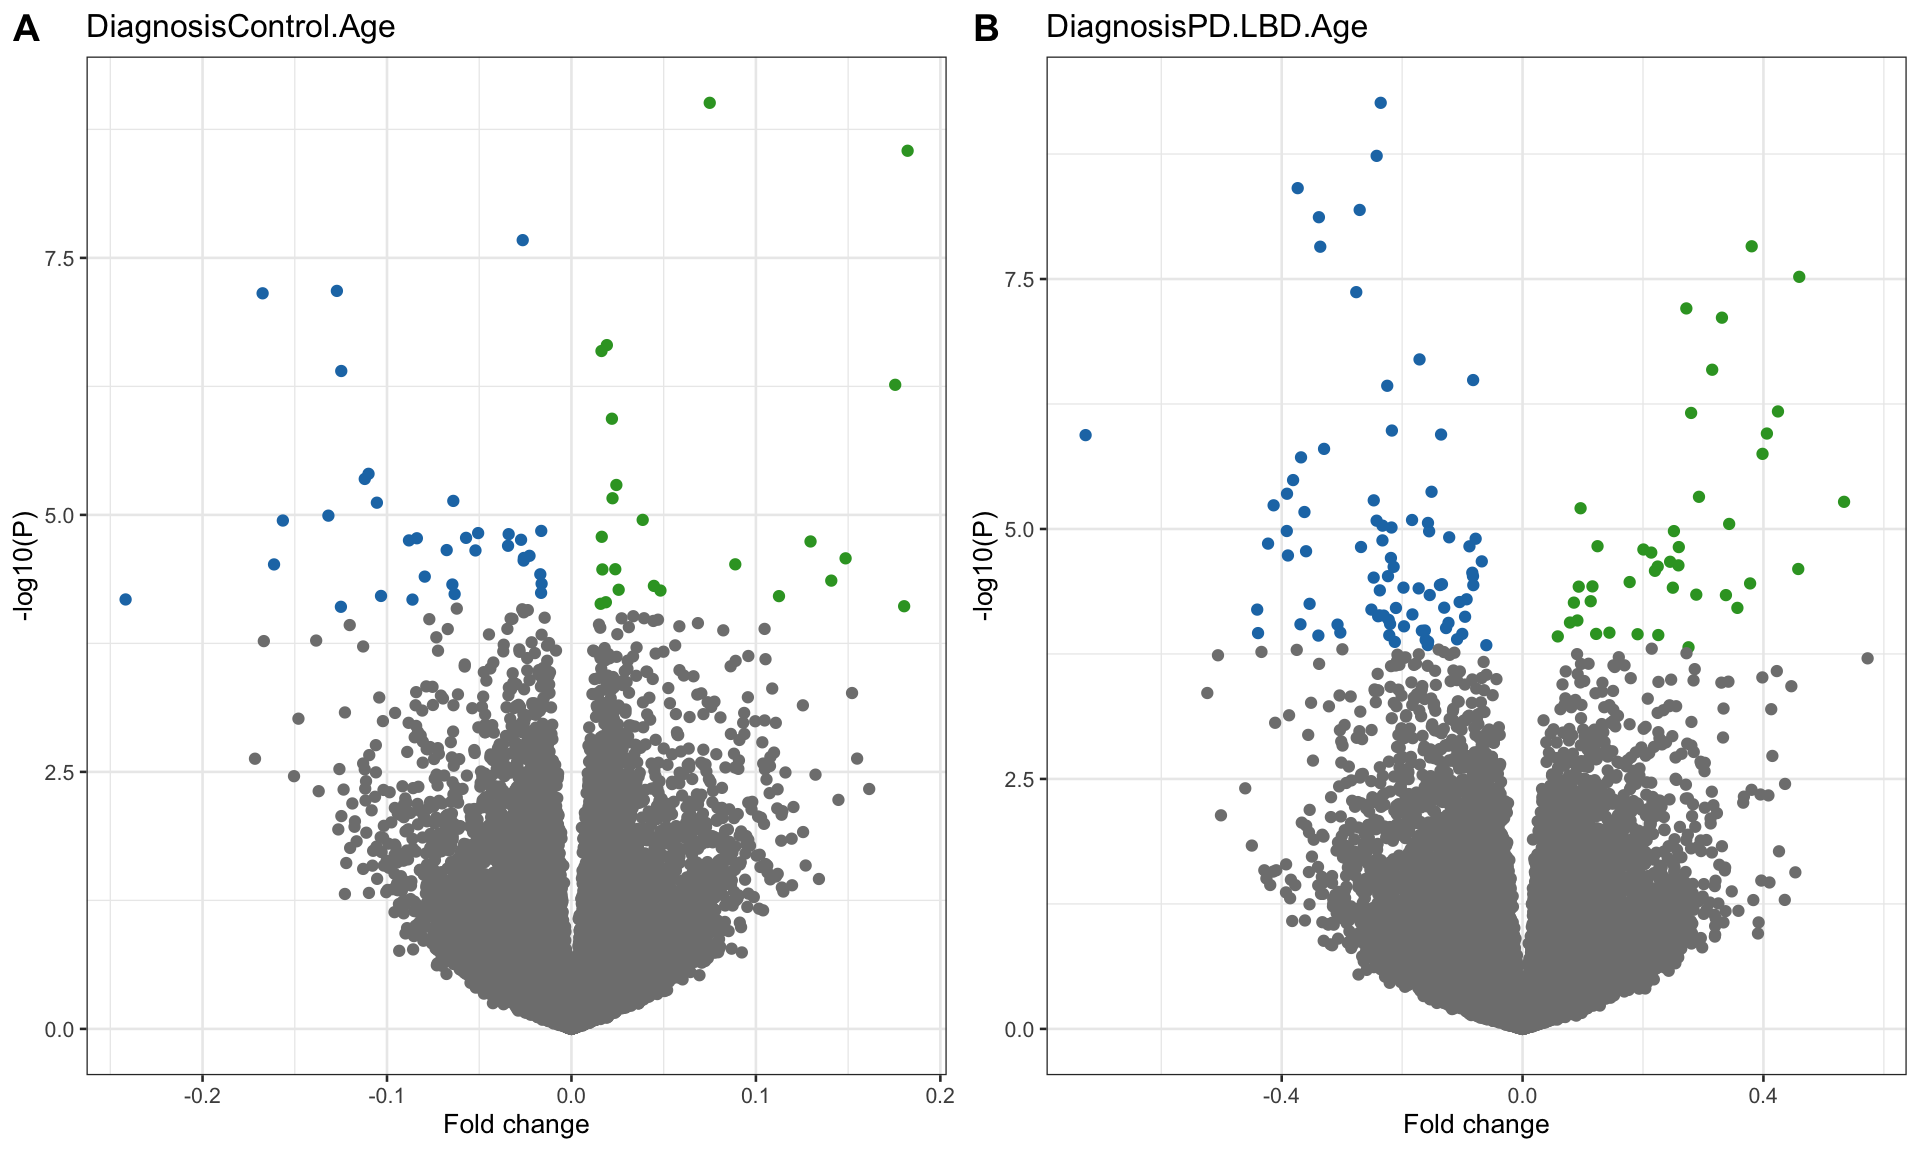 A DiagnosisControl.Age
-log10(P)
7.5
5.0
2.5
0.0
-0.2 -0.1 0.0 0.1 0.2
Fold change
B DiagnosisPD.LBD.Age
-log10(P)
7.5
5.0
2.5
0.0
-0.4 0.0 0.4
Fold change